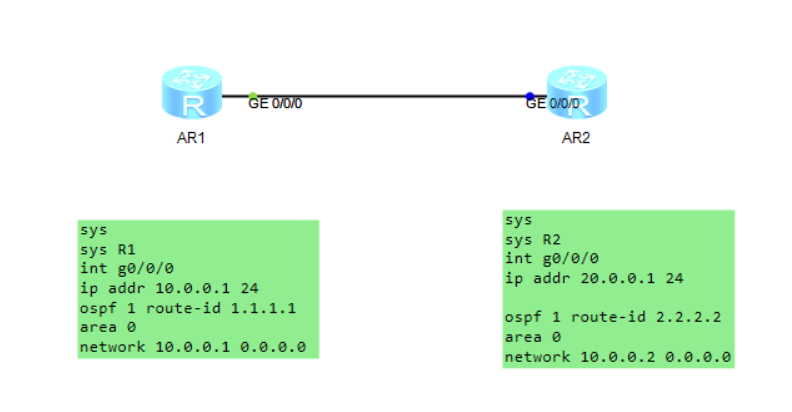 R
R
GE 0/0/0
GE 0/0/0
AR1
AR2
sys
sys R1
int g0/0/0
ip addr 10.0.0.1 24
ospf 1 route-id 1.1.1.1
area 0
network 10.0.0.1 0.0.0.0
sys
sys R2
int g0/0/0
ip addr 20.0.0.1 24
ospf 1 route-id 2.2.2.2
area 0
network 10.0.0.2 0.0.0.0